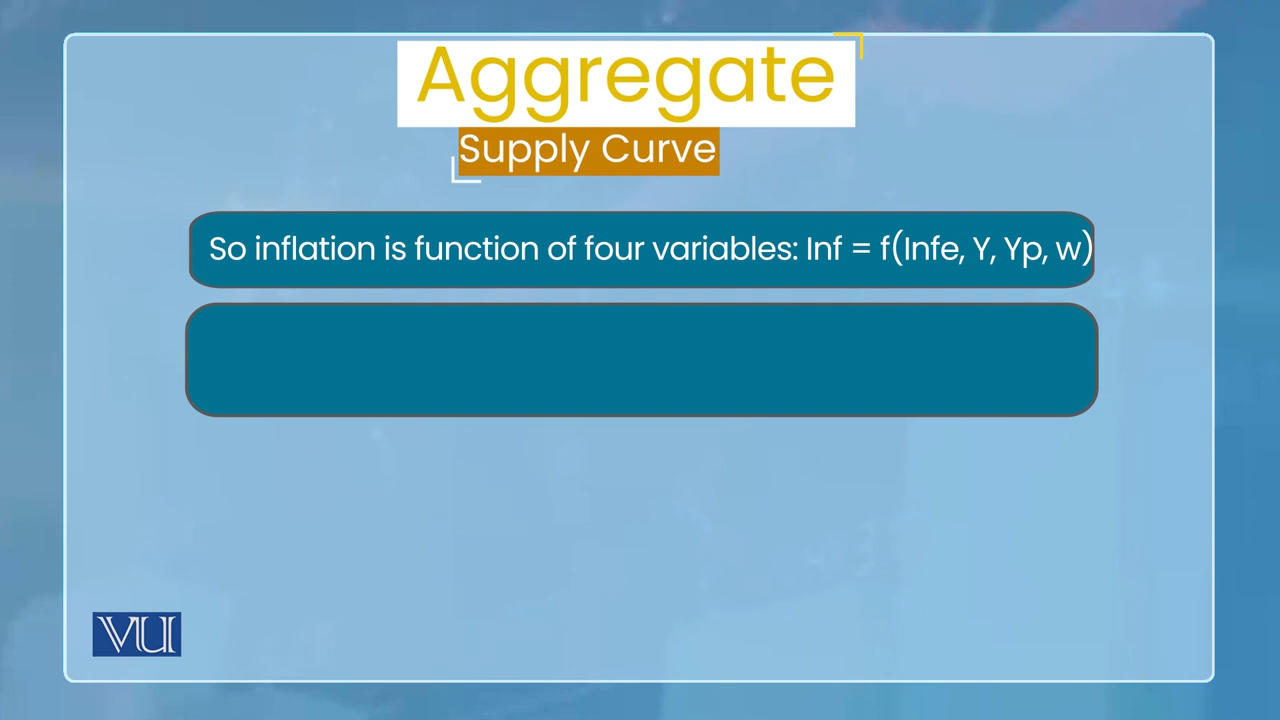 Aggregate
Supply Curve
So inflation is function of four variables: Inf = f(Infe, Y, Yp, w)
VU